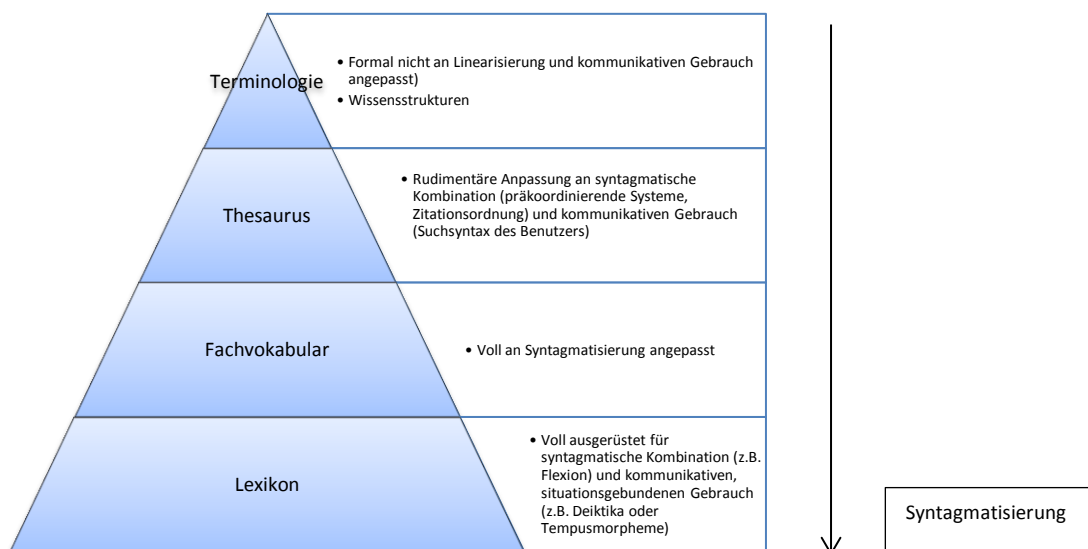 Terminologie
• Formal nicht an Linearisierung und kommunikativen Gebrauch
angepasst)
• Wissensstrukturen
Thesaurus
• Rudimentäre Anpassung an syntagmatische
Kombination (präkoordinierende Systeme,
Zitationsordnung) und kommunikativen Gebrauch
(Suchsyntax des Benutzers)
Fachvokabular
• Voll an Syntagmatisierung angepasst
Lexikon
• Voll ausgerüstet für
syntagmatische Kombination (z.B.
Flexion) und kommunikativen,
situationsgebundenen Gebrauch
(z.B. Deiktika oder
Tempusmorpheme)
Syntagmatisierung